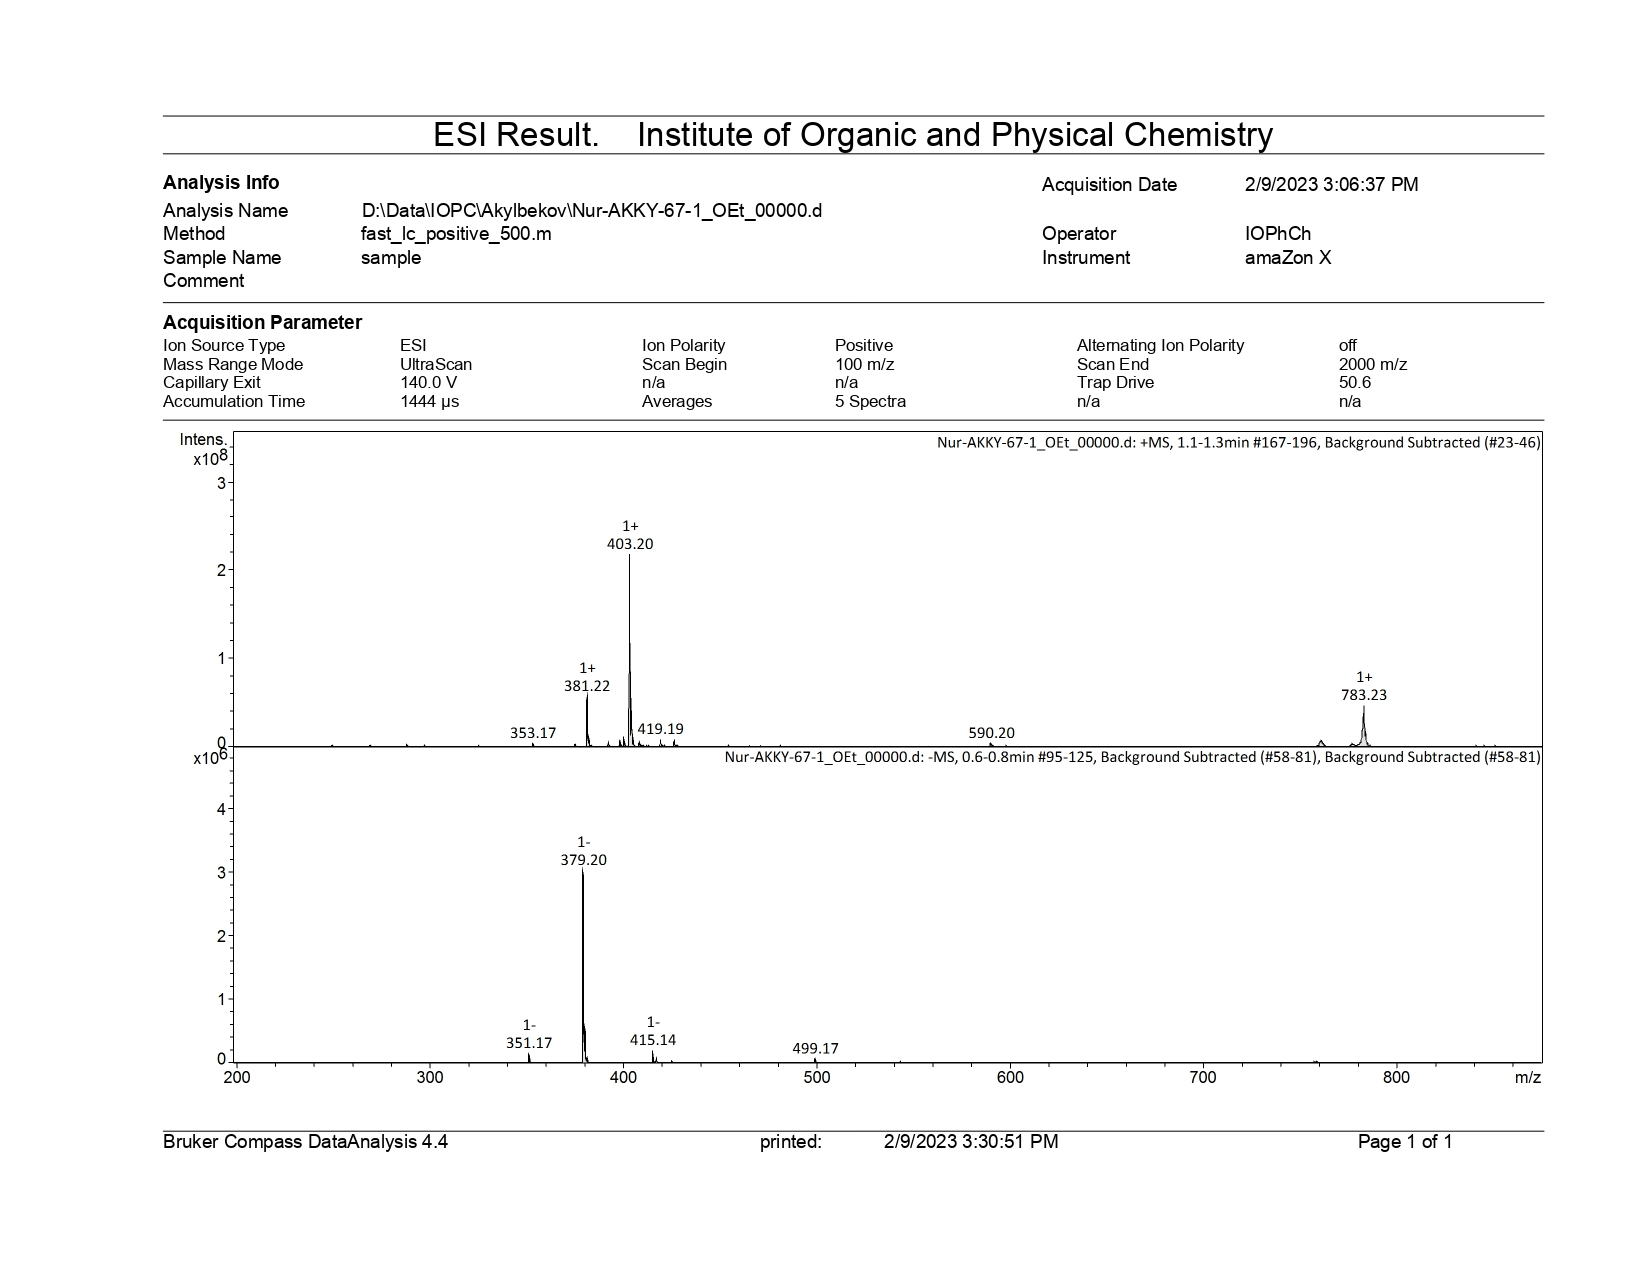 ESI Result. Institute of Organic and Physical Chemistry
Analysis Info
Acquisition Date 2/9/2023 3:06:37 PM
Analysis Name D:\Data\IOPC\Akylbekov\Nur-AKKY-67-1_OEt_00000.d
Method fast_lc_positive_500.m Operator IOPhCh
Sample Name sample Instrument amaZon X
Comment
Acquisition Parameter
Ion Source Type ESI Ion Polarity Positive Alternating Ion Polarity off
Mass Range Mode UltraScan Scan Begin 100 m/z Scan End 2000 m/z
Capillary Exit 140.0 V n/a n/a Trap Drive 50.6
Accumulation Time 1444 µs Averages 5 Spectra n/a n/a
Intens.
x108
Nur-AKKY-67-1_OEt_00000.d: +MS, 1.1-1.3min #167-196, Background Subtracted (#23-46)
3
1+
403.20
2
1
1+
381.22
1+
783.23
353.17
419.19
590.20
0
x106
Nur-AKKY-67-1_OEt_00000.d: -MS, 0.6-0.8min #95-125, Background Subtracted (#58-81), Background Subtracted (#58-81)
4
1-
379.20
3
2
1
1-
351.17
1-
415.14
499.17
0
200 300 400 500 600 700 800 m/z
Bruker Compass DataAnalysis 4.4 printed: 2/9/2023 3:30:51 PM Page 1 of 1